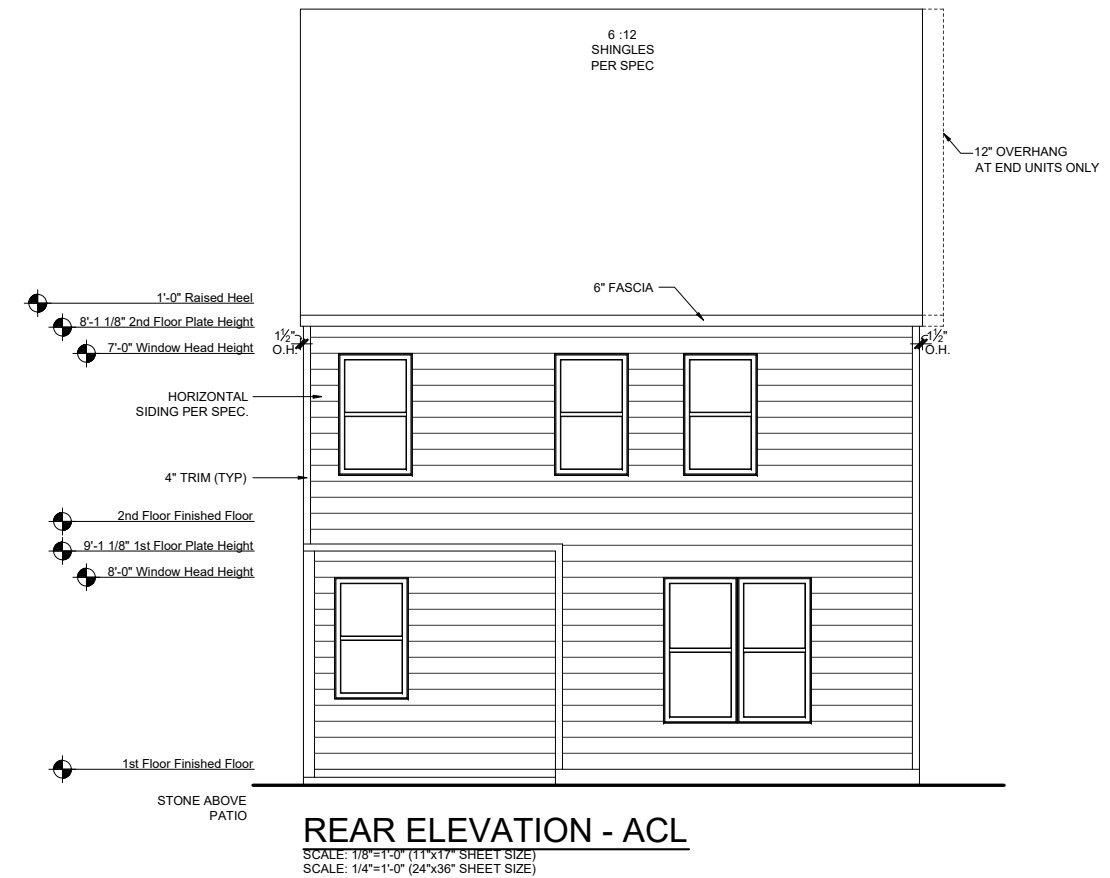 6 :12
SHINGLES
PER SPEC
12" OVERHANG
AT END UNITS ONLY
6" FASCIA
1'-0" Raised Heel
8'-1 1/8" 2nd Floor Plate Height
7'-0" Window Head Height
1½"
O.H.
1½"
O.H.
HORIZONTAL
SIDING PER SPEC.
4" TRIM (TYP)
2nd Floor Finished Floor
9'-1 1/8" 1st Floor Plate Height
8'-0" Window Head Height
1st Floor Finished Floor
STONE ABOVE
PATIO
REAR ELEVATION - ACL
SCALE: 1/8"=1'-0" (11"x17" SHEET SIZE)
SCALE: 1/4"=1'-0" (24"x36" SHEET SIZE)